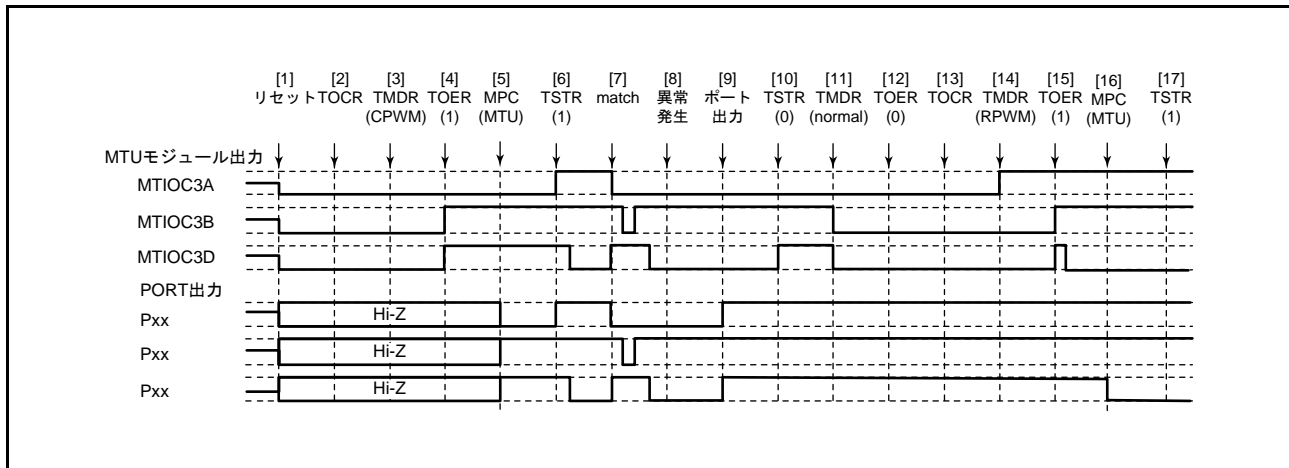 [1] [2] [3] [4] [5] [6] [7] [8] [9] [10] [11] [12] [13] [14] [15] [16] [17]
リセット TOCR TMDR TOER MPC TSTR match 異常 ポート TSTR TMDR TOER TOCR TMDR TOER MPC TSTR
(CPWM) (1) (MTU) (1) 発生 出力 (0) (normal) (0) (RPWM) (1) (MTU) (1)
MTUモジュール出力
MTIOC3A
MTIOC3B
MTIOC3D
PORT出力
Pxx Hi-Z
Pxx Hi-Z
Pxx Hi-Z